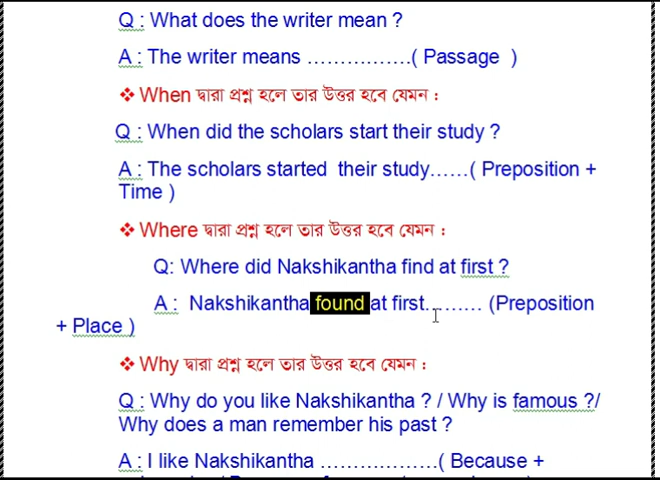 Q : What does the writer mean ?
A : The writer means ................( Passage )
❖ When দ্বারা প্রশ্ন হলে তার উত্তর হবে যেমন :
Q : When did the scholars start their study ?
A : The scholars started their study......( Preposition +
Time )
❖ Where দ্বারা প্রশ্ন হলে তার উত্তর হবে যেমন :
Q: Where did Nakshikantha find at first ?
A : Nakshikantha found at first......... (Preposition
+ Place )
❖ Why দ্বারা প্রশ্ন হলে তার উত্তর হবে যেমন :
Q : Why do you like Nakshikantha ? / Why is famous ?/
Why does a man remember his past ?
A : I like Nakshikantha ..................( Because +